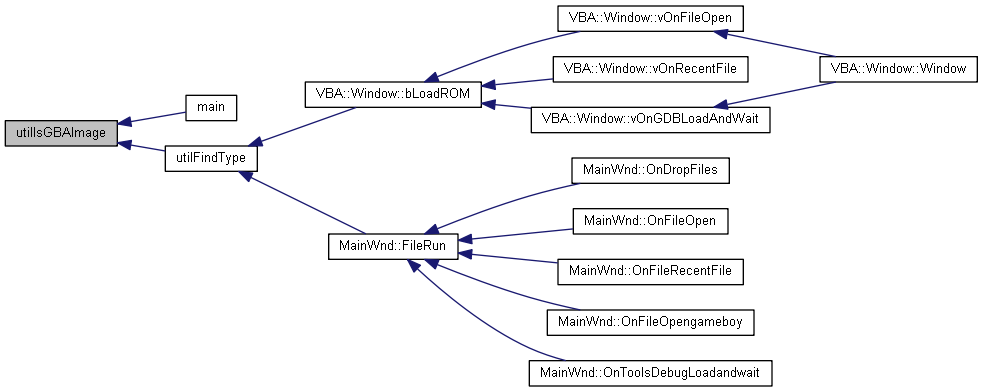 utilIsGBAImage
main
utilFindType
VBA::Window::bLoadROM
VBA::Window::vOnFileOpen
VBA::Window::vOnRecentFile
VBA::Window::vOnGDBLoadAndWait
VBA::Window::Window
MainWnd::FileRun
MainWnd::OnDropFiles
MainWnd::OnFileOpen
MainWnd::OnFileRecentFile
MainWnd::OnFileOpengameboy
MainWnd::OnToolsDebugLoadandwait